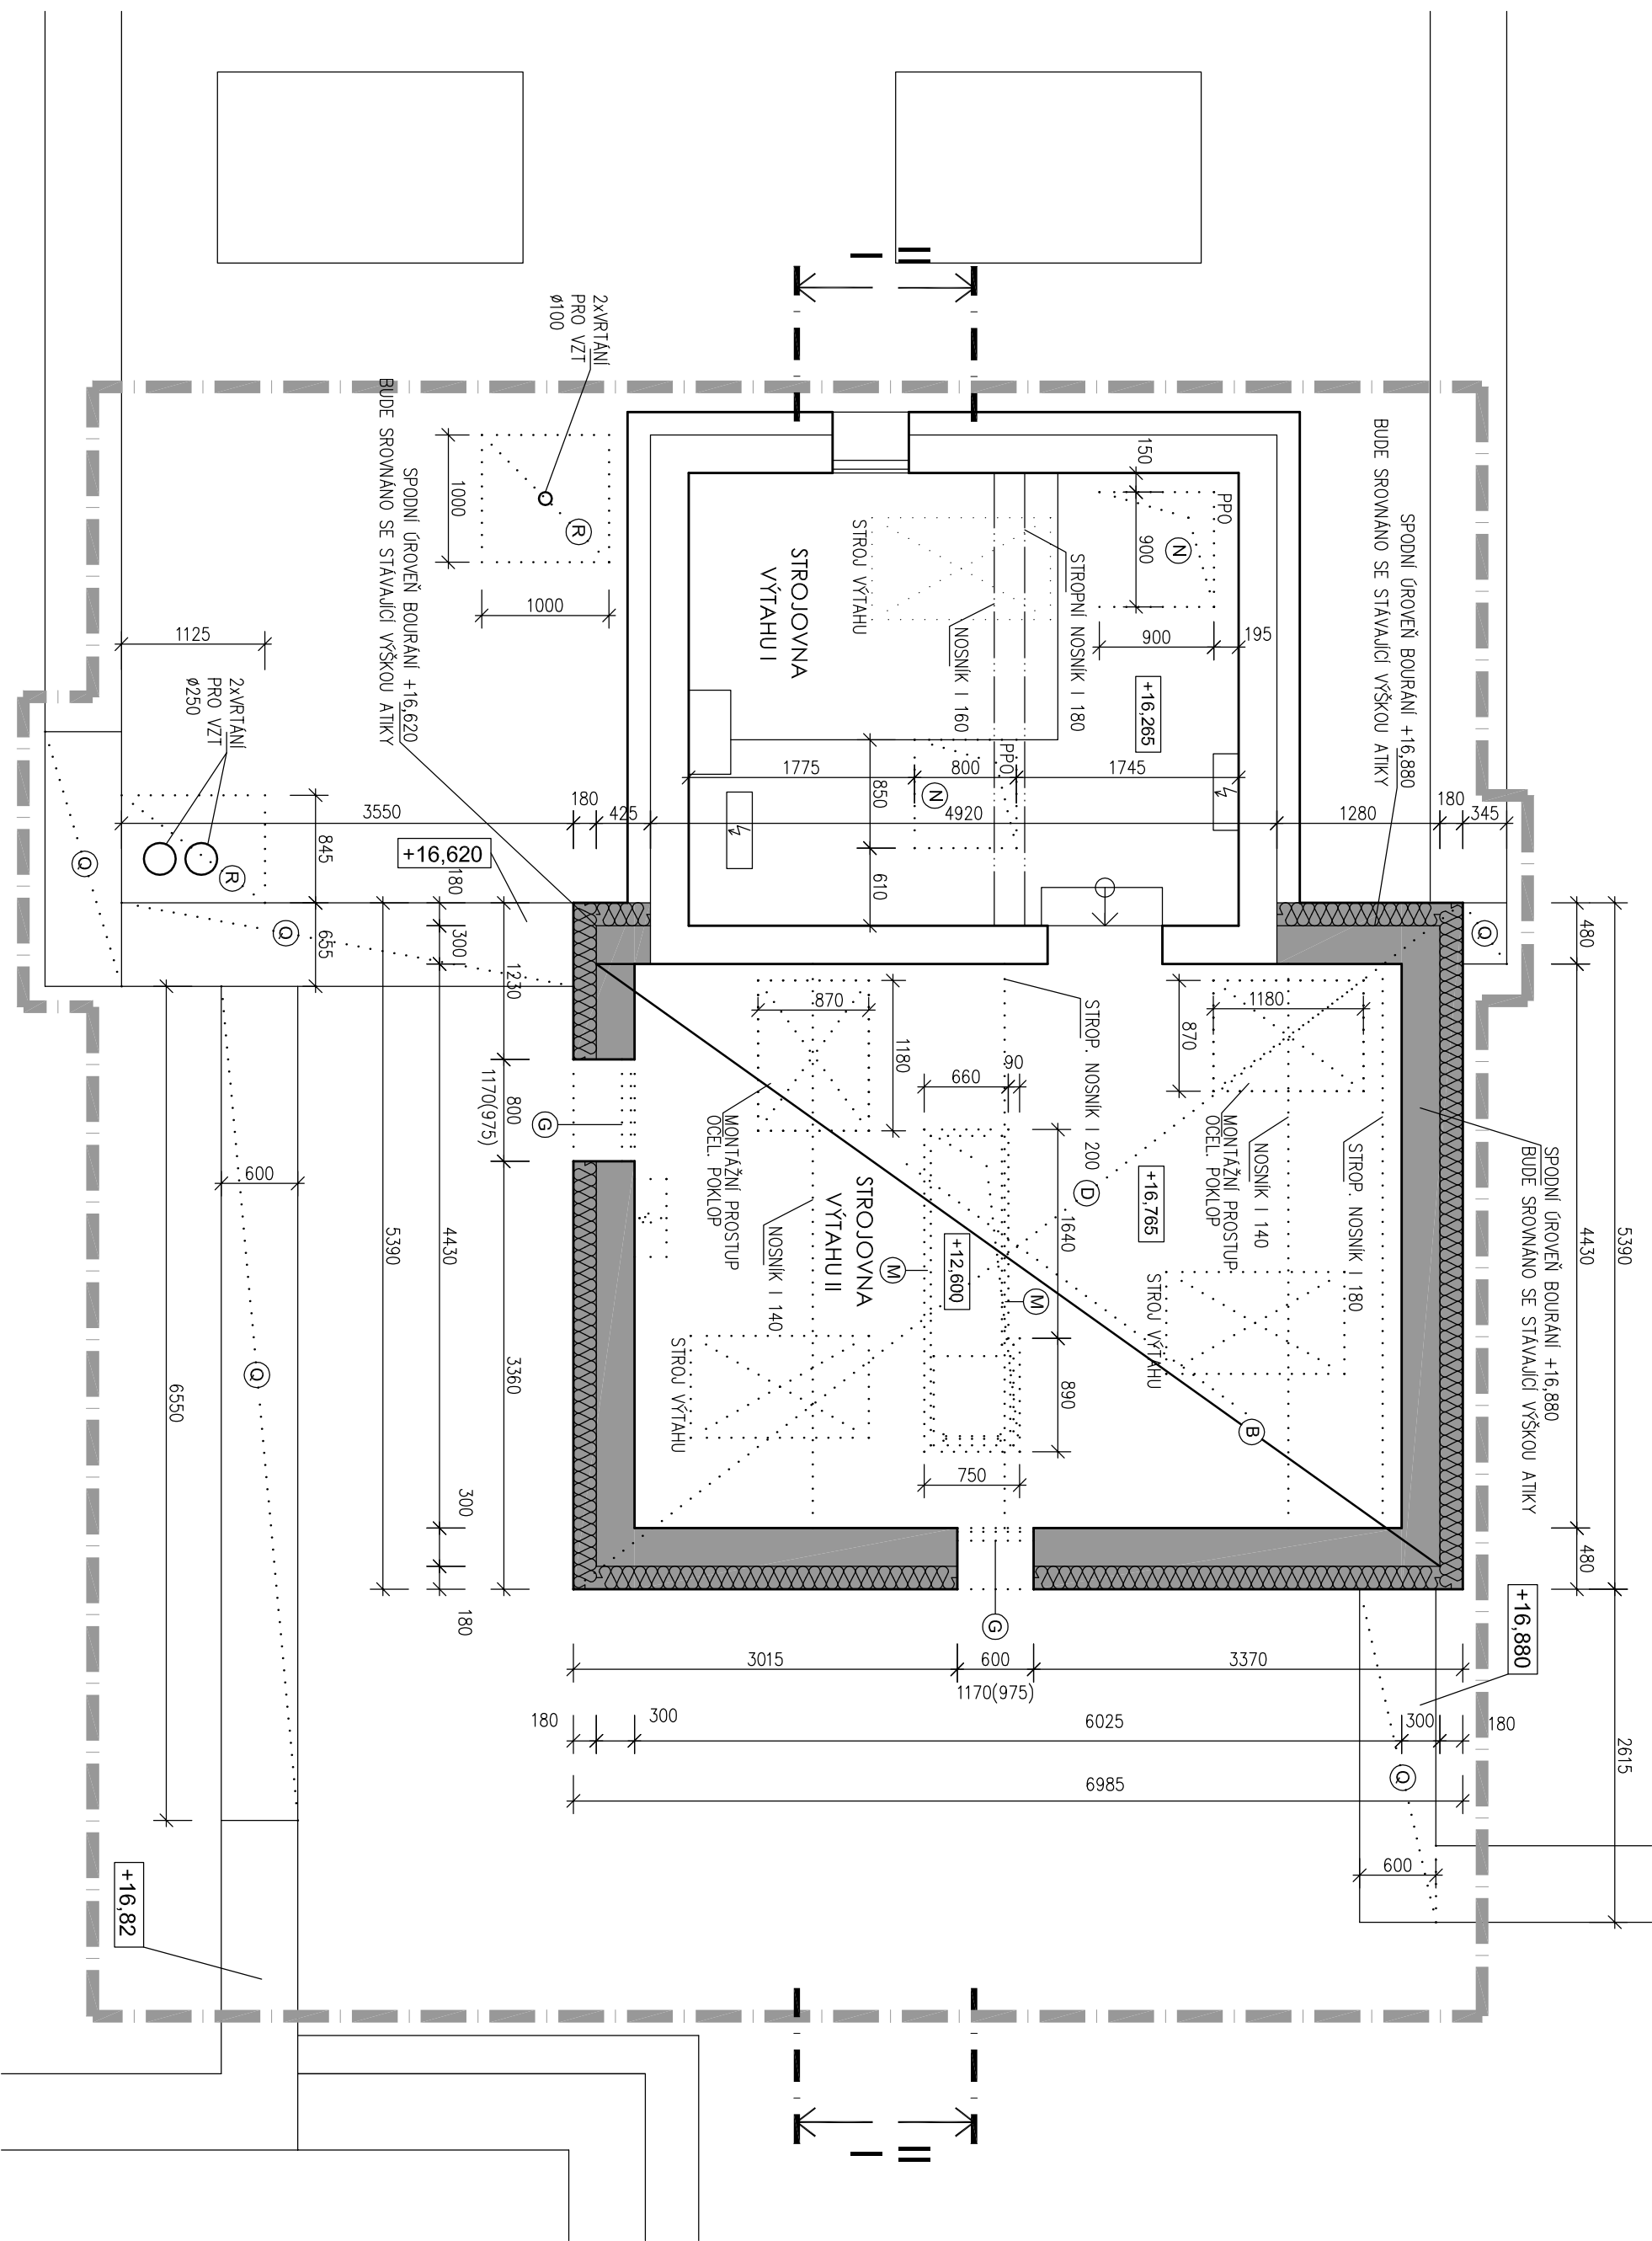 2xVRTÁNÍ
PRO VZT
ø100
BUDE SROVNÁNO SE STÁVAJÍCÍ VÝŠKOU ATIKY
SPODNÍ ÚROVEŇ BOURÁNÍ +16,620
SPODNÍ ÚROVEŇ BOURÁNÍ +16,880
BUDE SROVNÁNO SE STÁVAJÍCÍ VÝŠKOU ATIKY
I
II
1000
1000
R
STROJOVNA
VÝTAHU I
STROJ VÝTAHU
NOSNÍK I 160
STROPNÍ NOSNÍK I 180
PPO
N
150
900
900
195
+16,265
1775
800
1745
PPO
N
850
610
1125
2xVRTÁNÍ
PRO VZT
ø250
R
Q
845
655
3550
180
425
4920
1280
180
345
+16,620
180
300
Q
Q
480
4430
480
5390
2615
SPODNÍ ÚROVEŇ BOURÁNÍ +16,880
BUDE SROVNÁNO SE STÁVAJÍCÍ VÝŠKOU ATIKY
1230
800
1170(975)
G
3360
870
1180
660
90
STROP. NOSNÍK I 200
D
870
1180
MONTÁŽNÍ PROSTUP
OCEL. POKLOP
NOSNÍK I 140
STROP. NOSNÍK I 180
+16,765
MONTÁŽNÍ PROSTUP
OCEL. POKLOP
NOSNÍK I 140
STROJOVNA
VÝTAHU II
M
+12,600
M
1640
890
750
STROJ VÝTAHU
STROJ VÝTAHU
B
600
Q
6550
5390
4430
300
180
G
3015
600
3370
1170(975)
180
300
6025
300
180
6985
+16,880
Q
600
+16,82
I
II